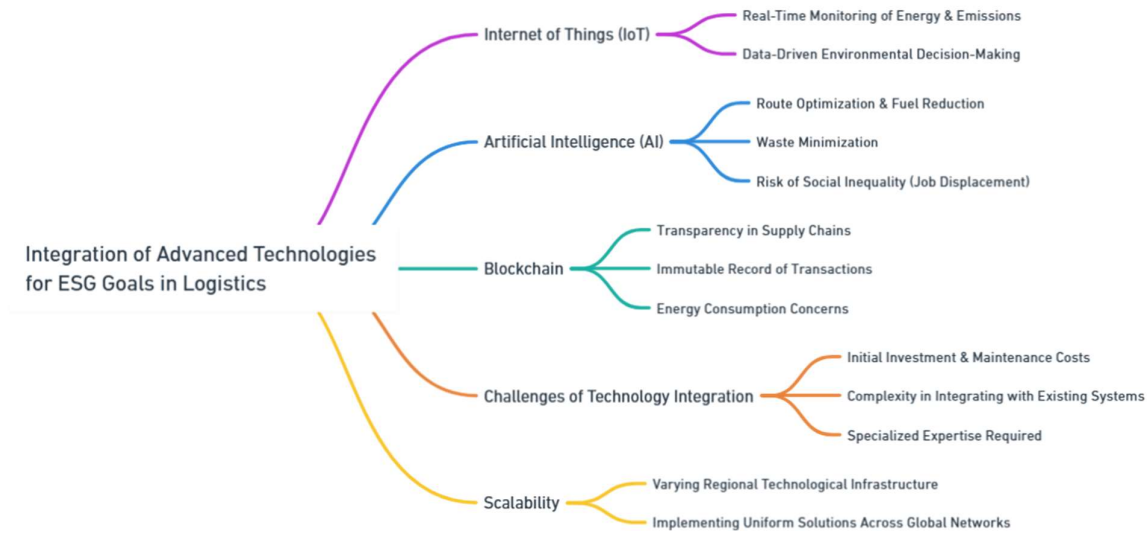 Integration of Advanced Technologies
for ESG Goals in Logistics
Internet of Things (IoT)
Real-Time Monitoring of Energy & Emissions
Data-Driven Environmental Decision-Making
Artificial Intelligence (AI)
Route Optimization & Fuel Reduction
Waste Minimization
Risk of Social Inequality (Job Displacement)
Blockchain
Transparency in Supply Chains
Immutable Record of Transactions
Energy Consumption Concerns
Challenges of Technology Integration
Initial Investment & Maintenance Costs
Complexity in Integrating with Existing Systems
Specialized Expertise Required
Scalability
Varying Regional Technological Infrastructure
Implementing Uniform Solutions Across Global Networks